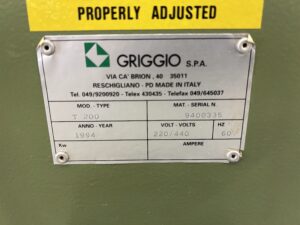 PROPERLY ADJUSTED
GRIGGIO S.P.A.
VIA CA' BRION, 40 35011
RESCHIGLIANO - PD MADE IN ITALY
Tel. 049/9200920 - Telex 430435 - Telefax 049/645037
MOD. - TYPE MAT. - SERIAL N.
T 200 9400335
ANNO - YEAR VOLT - VOLTS HZ
1994 220/440 60
Kw AMPERE